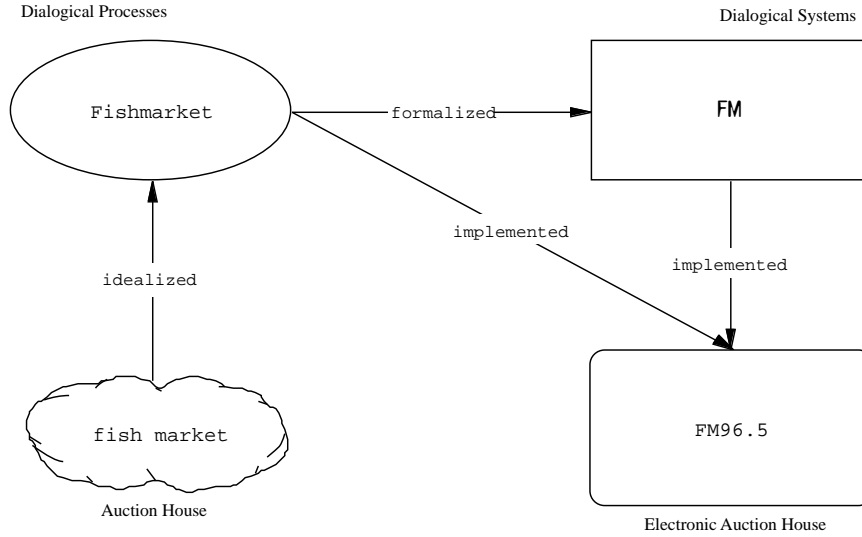 Dialogical Processes
Dialogical Systems
Fishmarket
formalized
FM
implemented
implemented
idealized
fish market
FM96.5
Auction House
Electronic Auction House